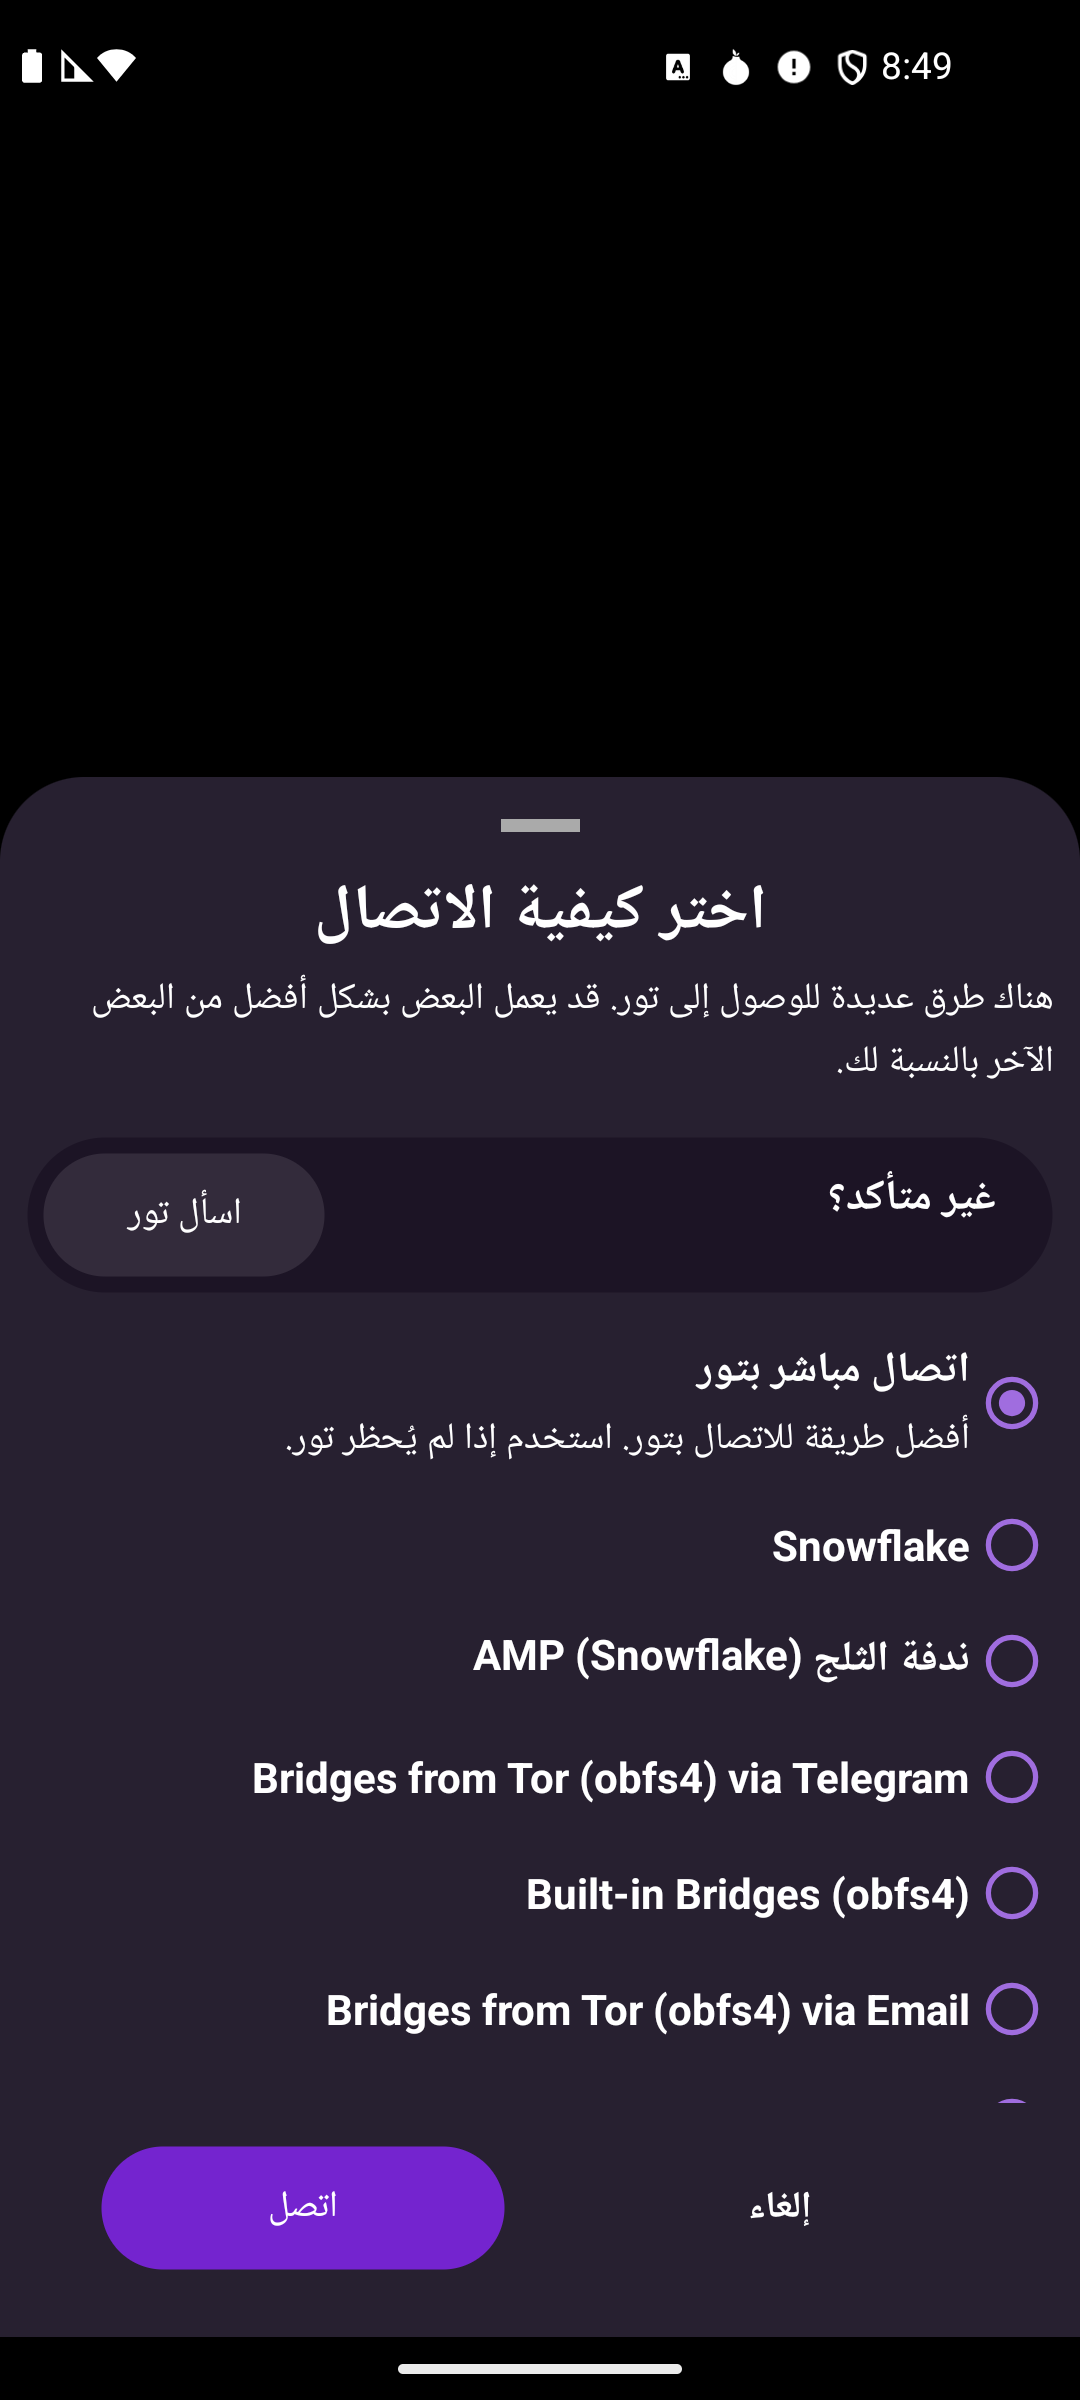 8:49
اختر كيفية الاتصال
هناك طرق عديدة للوصول إلى تور. قد يعمل البعض بشكل أفضل من البعض
الآخر بالنسبة لك.
غير متأكد؟
اسأل تور
اتصال مباشر بتور
أفضل طريقة للاتصال بتور. استخدم إذا لم يُحظر تور.
Snowflake
ندفة الثلج (Snowflake) AMP
Bridges from Tor (obfs4) via Telegram
Built-in Bridges (obfs4)
Bridges from Tor (obfs4) via Email
إلغاء
اتصل